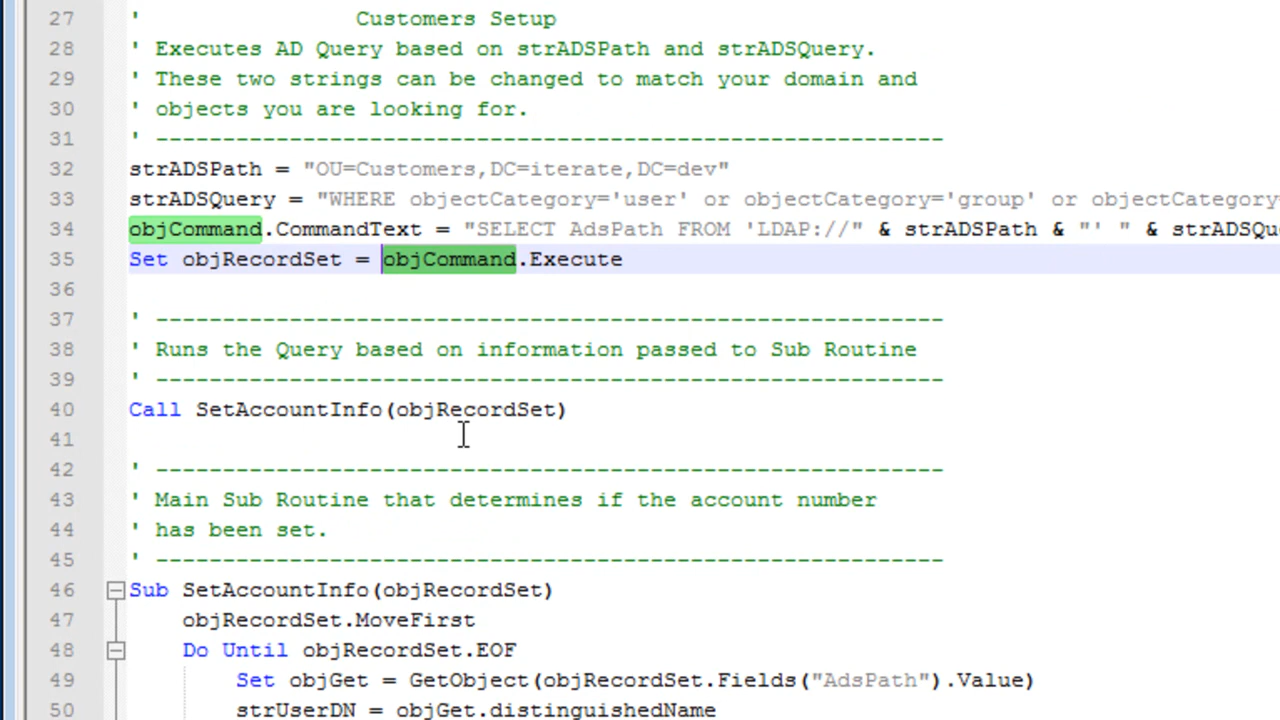 27 ' Customers Setup
28 ' Executes AD Query based on strADSPath and strADSQuery.
29 ' These two strings can be changed to match your domain and
30 ' objects you are looking for.
31 ' -----------------------------------------------------------
32 strADSPath = "OU=Customers,DC=iterate,DC=dev"
33 strADSQuery = "WHERE objectCategory='user' or objectCategory='group' or objectCategory
34 objCommand.CommandText = "SELECT AdsPath FROM 'LDAP://" & strADSPath & "' " & strADSQu
35 Set objRecordSet = objCommand.Execute
36
37 ' -----------------------------------------------------------
38 ' Runs the Query based on information passed to Sub Routine
39 ' -----------------------------------------------------------
40 Call SetAccountInfo(objRecordSet)
41
42 ' -----------------------------------------------------------
43 ' Main Sub Routine that determines if the account number
44 ' has been set.
45 ' -----------------------------------------------------------
46 Sub SetAccountInfo(objRecordSet)
47 objRecordSet.MoveFirst
48 Do Until objRecordSet.EOF
49 Set objGet = GetObject(objRecordSet.Fields("AdsPath").Value)
50 strUserDN = objGet.distinguishedName